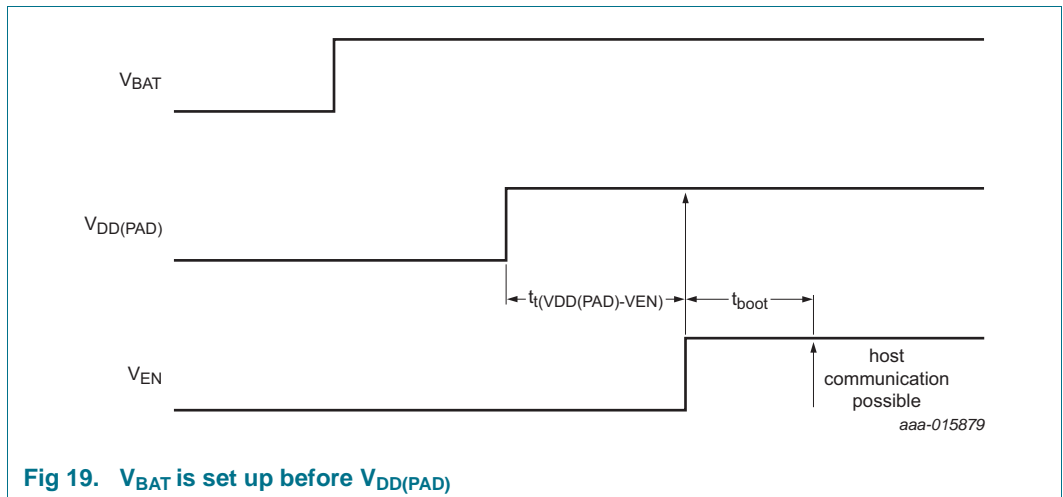 VBAT
VDD(PAD)
tt(VDD(PAD)-VEN)
tboot
VEN
host
communication
possible
aaa-015879
Fig 19. VBAT is set up before VDD(PAD)